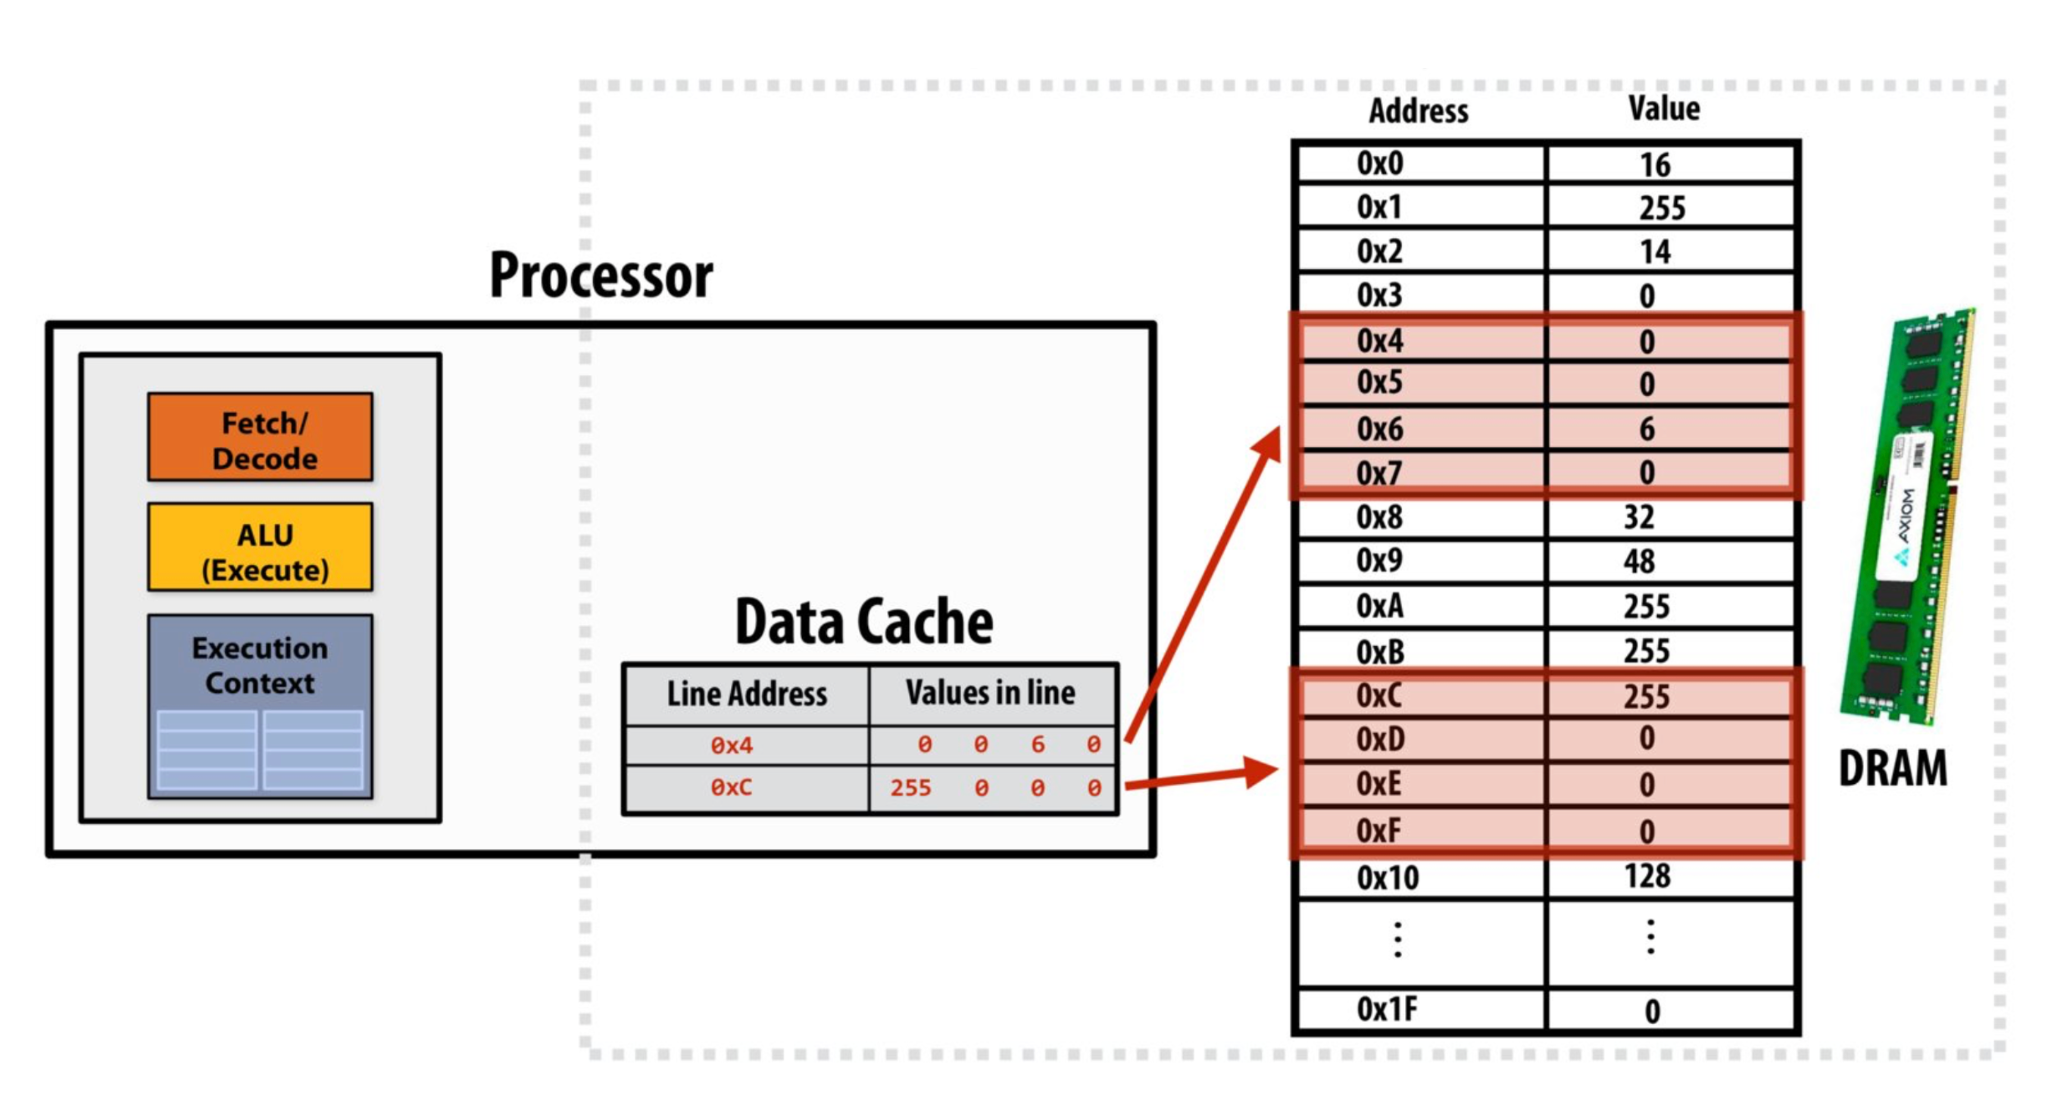 Processor
Fetch/
Decode
ALU
(Execute)
Execution
Context
Data Cache
Line Address Values in line
0x4 0 0 6 0
0xC 255 0 0 0
Address Value
0x0 16
0x1 255
0x2 14
0x3 0
0x4 0
0x5 0
0x6 6
0x7 0
0x8 32
0x9 48
0xA 255
0xB 255
0xC 255
0xD 0
0xE 0
0xF 0
0x10 128
⋮ ⋮
0x1F 0
AXIOM
DRAM